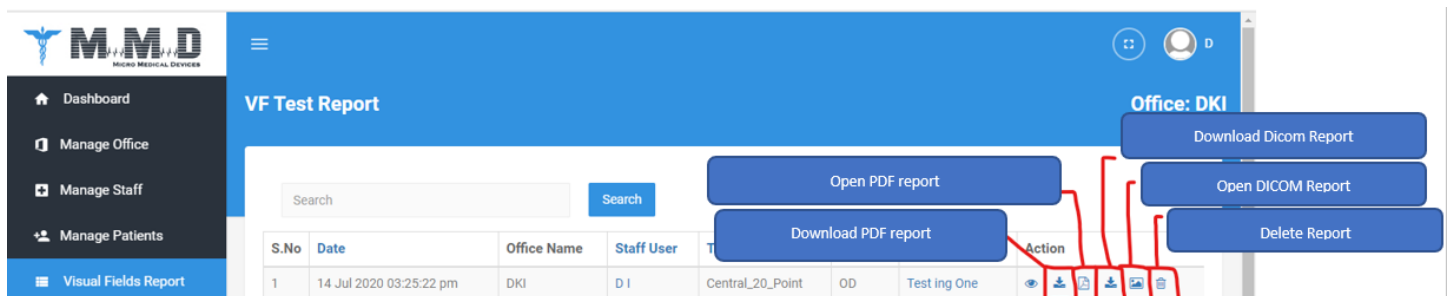 M.M.D
MICRO MEDICAL DEVICES
D
Dashboard
VF Test Report
Office: DKI
Manage Office
Download Dicom Report
Manage Staff
Open PDF report
Open DICOM Report
Search
Search
Download PDF report
Delete Report
Manage Patients
S.No Date Office Name Staff User T Action
Visual Fields Report
1 14 Jul 2020 03:25:22 pm DKI D I Central_20_Point OD Test ing One